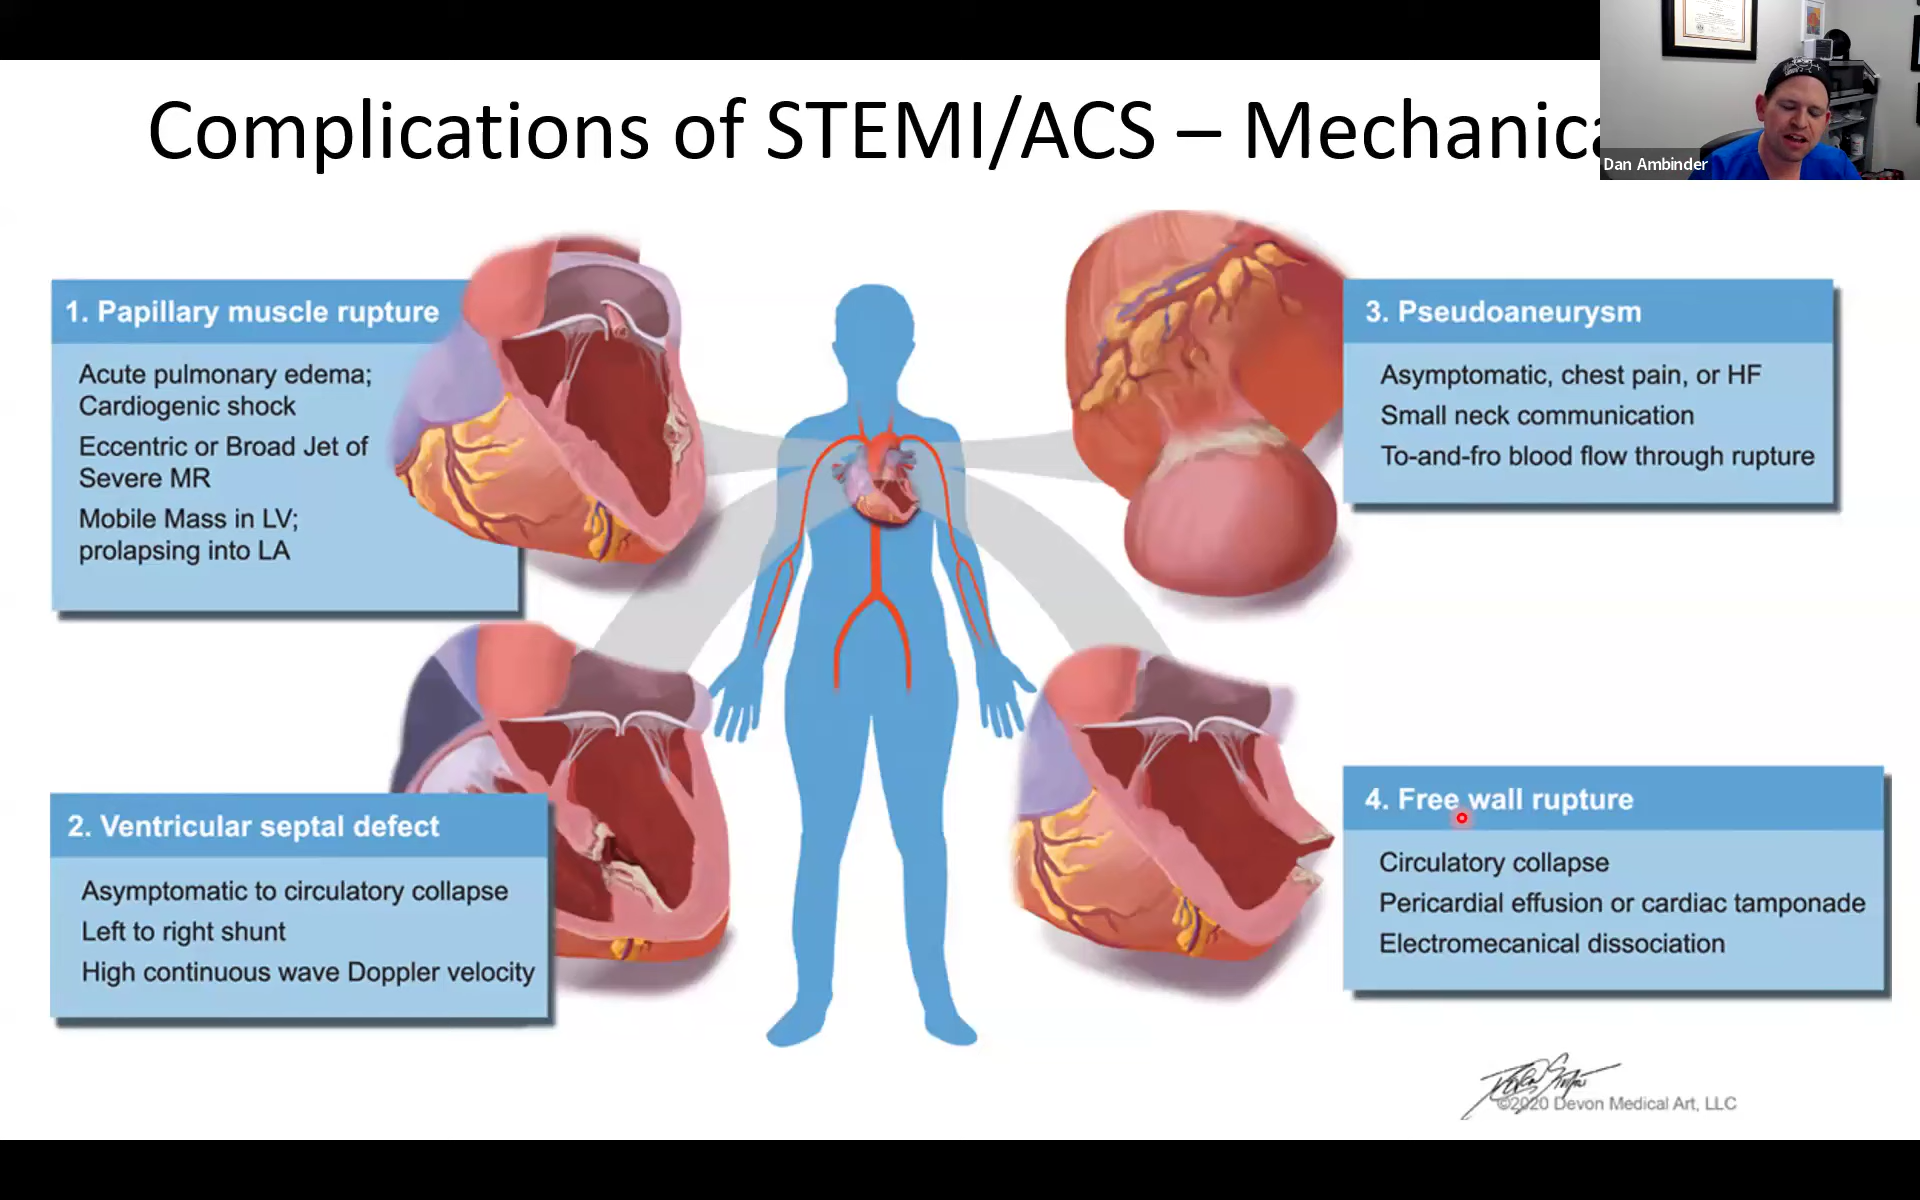 Complications of STEMI/ACS – Mechanica
Dan Ambinder
1. Papillary muscle rupture
Acute pulmonary edema;
Cardiogenic shock
Eccentric or Broad Jet of
Severe MR
Mobile Mass in LV;
prolapsing into LA
2. Ventricular septal defect
Asymptomatic to circulatory collapse
Left to right shunt
High continuous wave Doppler velocity
3. Pseudoaneurysm
Asymptomatic, chest pain, or HF
Small neck communication
To-and-fro blood flow through rupture
4. Free wall rupture
Circulatory collapse
Pericardial effusion or cardiac tamponade
Electromecanical dissociation
©2020 Devon Medical Art, LLC